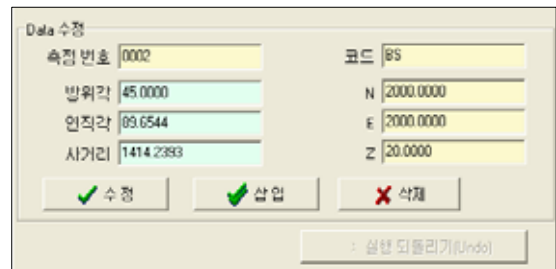 Data 수정
측점 번호 0002 코드 BS
방위각 45.0000 N 2000.0000
연직각 89.6544 E 2000.0000
사거리 1414.2393 Z 20.0000
수정 삽입 삭제
: 실행 되돌리기(Undo)